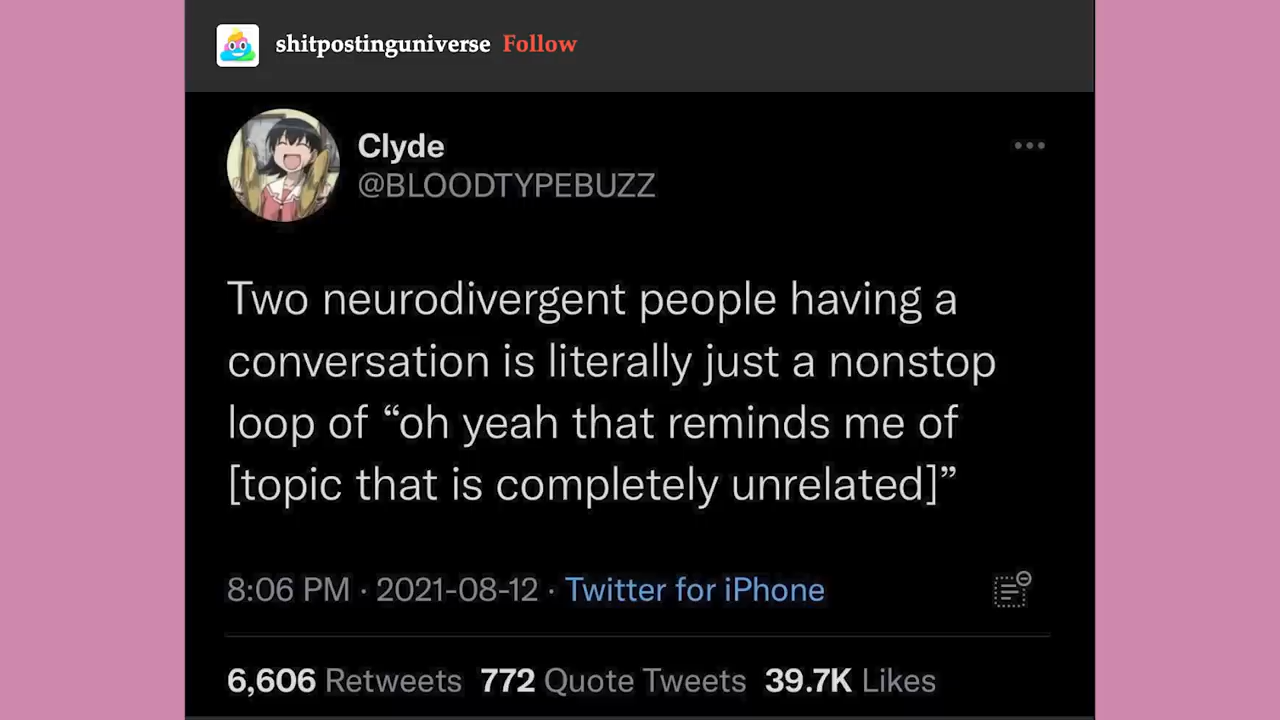 shitpostinguniverse Follow
Clyde
@BLOODTYPEBUZZ
Two neurodivergent people having a
conversation is literally just a nonstop
loop of “oh yeah that reminds me of
[topic that is completely unrelated]”
8:06 PM · 2021-08-12 · Twitter for iPhone
6,606 Retweets 772 Quote Tweets 39.7K Likes